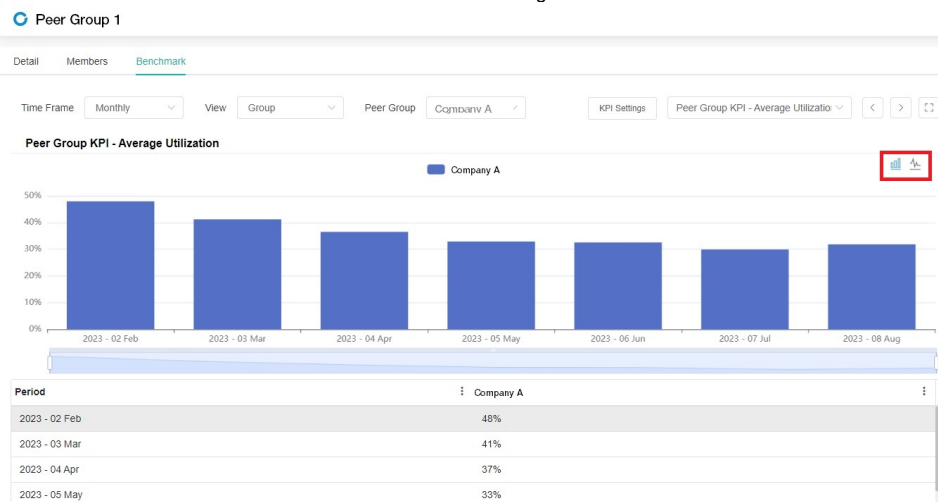 Peer Group 1
Detail Members Benchmark
Time Frame Monthly View Group Peer Group Company A KPI Settings Peer Group KPI - Average Utilizatio
Peer Group KPI - Average Utilization
Company A
50%
40%
30%
20%
10%
0%
2023 - 02 Feb 2023 - 03 Mar 2023 - 04 Apr 2023 - 05 May 2023 - 06 Jun 2023 - 07 Jul 2023 - 08 Aug
Period Company A
2023 - 02 Feb 48%
2023 - 03 Mar 41%
2023 - 04 Apr 37%
2023 - 05 May 33%